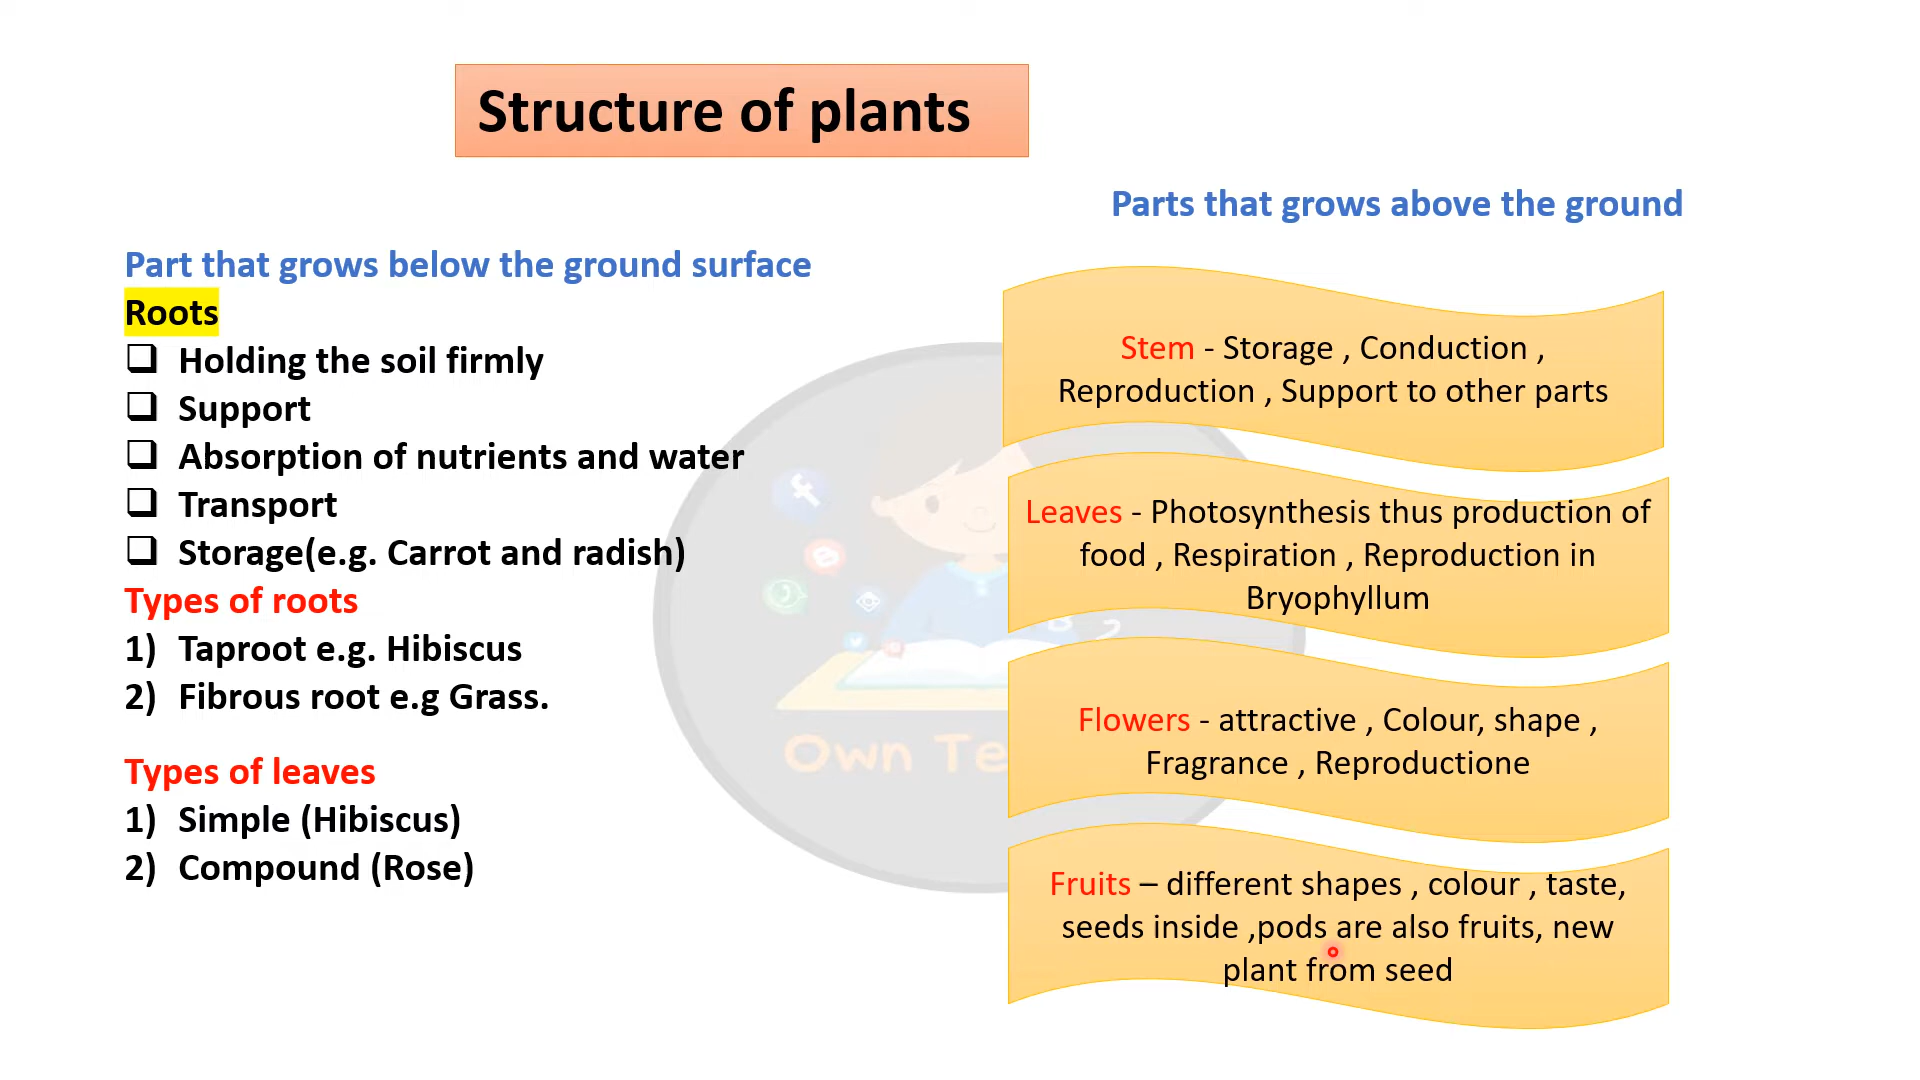 Structure of plants
Part that grows below the ground surface
Roots
❑ Holding the soil firmly
❑ Support
❑ Absorption of nutrients and water
❑ Transport
❑ Storage(e.g. Carrot and radish)
Types of roots
1) Taproot e.g. Hibiscus
2) Fibrous root e.g Grass.
Types of leaves
1) Simple (Hibiscus)
2) Compound (Rose)
Parts that grows above the ground
Stem - Storage , Conduction ,
Reproduction , Support to other parts
Leaves - Photosynthesis thus production of
food , Respiration , Reproduction in
Bryophyllum
Flowers - attractive , Colour, shape ,
Fragrance , Reproductione
Fruits – different shapes , colour , taste,
seeds inside ,pods are also fruits, new
plant from seed
Own Te